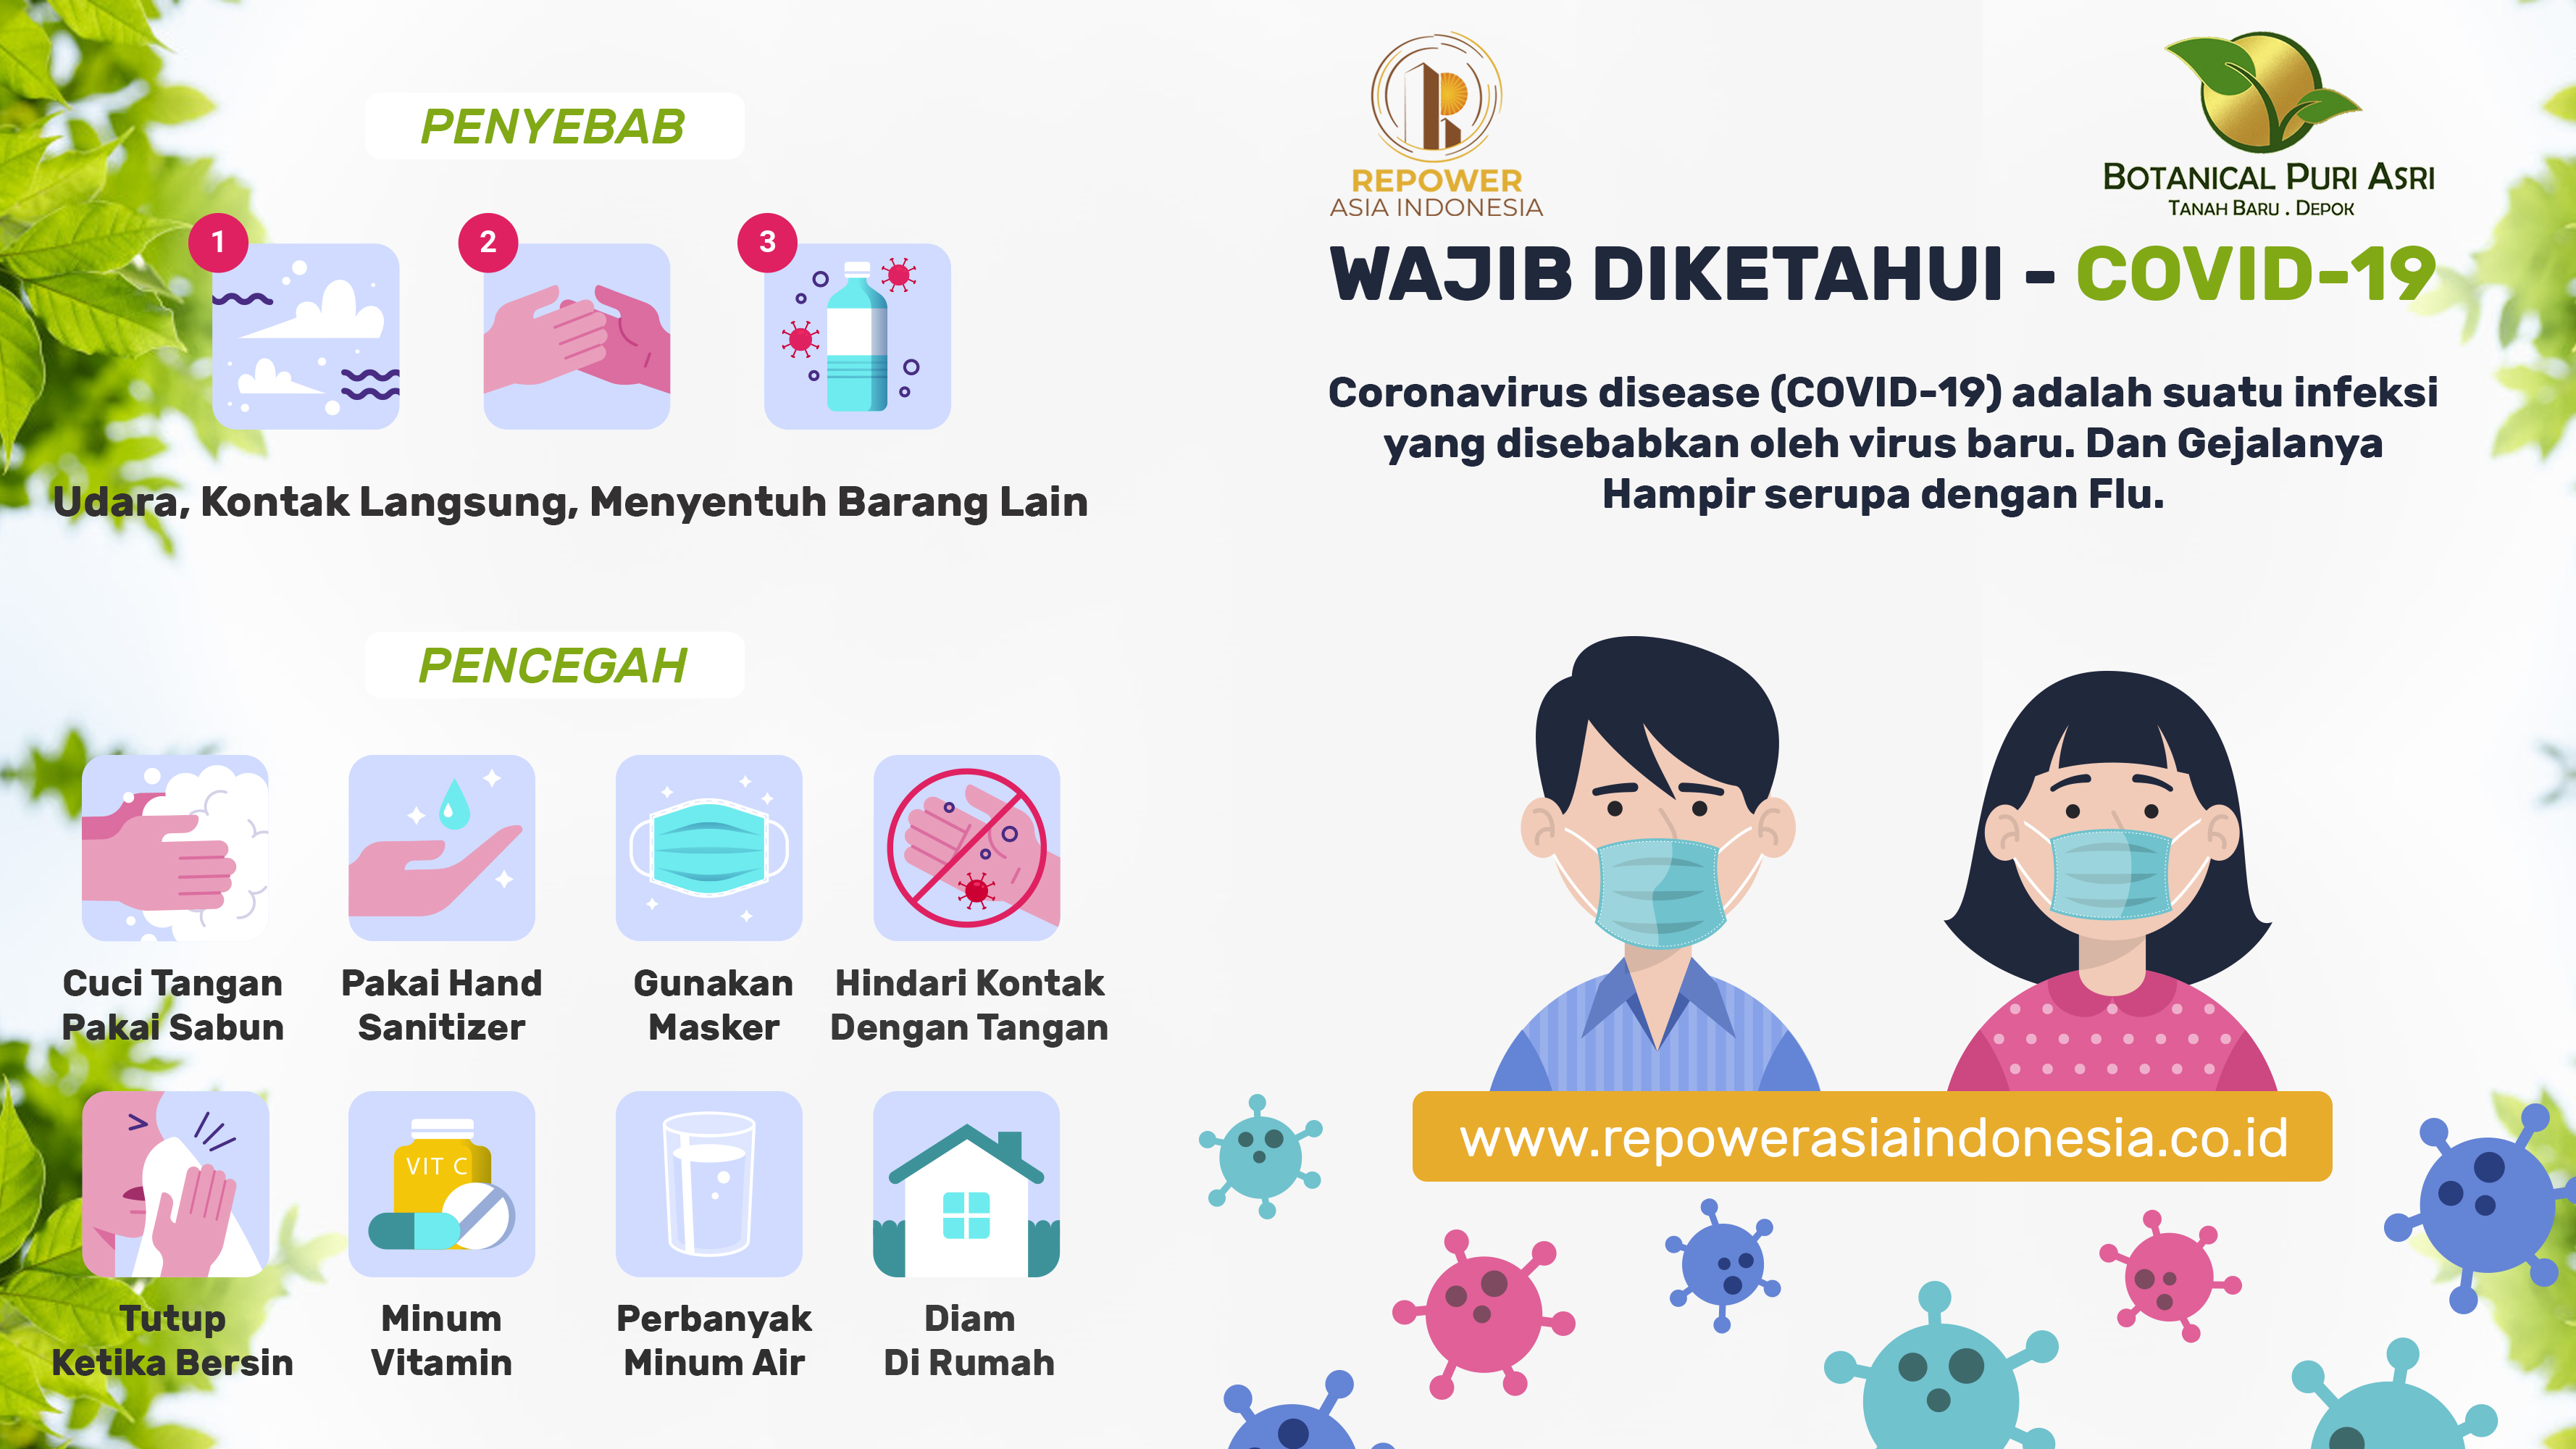 PENYEBAB
1
2
3
Udara, Kontak Langsung, Menyentuh Barang Lain
PENCEGAH
Cuci Tangan
Pakai Sabun
Pakai Hand
Sanitizer
Gunakan
Masker
Hindari Kontak
Dengan Tangan
VIT C
Tutup
Ketika Bersin
Minum
Vitamin
Perbanyak
Minum Air
Diam
Di Rumah
REPOWER
ASIA INDONESIA
BOTANICAL PURI ASRI
TANAH BARU . DEPOK
WAJIB DIKETAHUI - COVID-19
Coronavirus disease (COVID-19) adalah suatu infeksi
yang disebabkan oleh virus baru. Dan Gejalanya
Hampir serupa dengan Flu.
www.repowerasiaindonesia.co.id